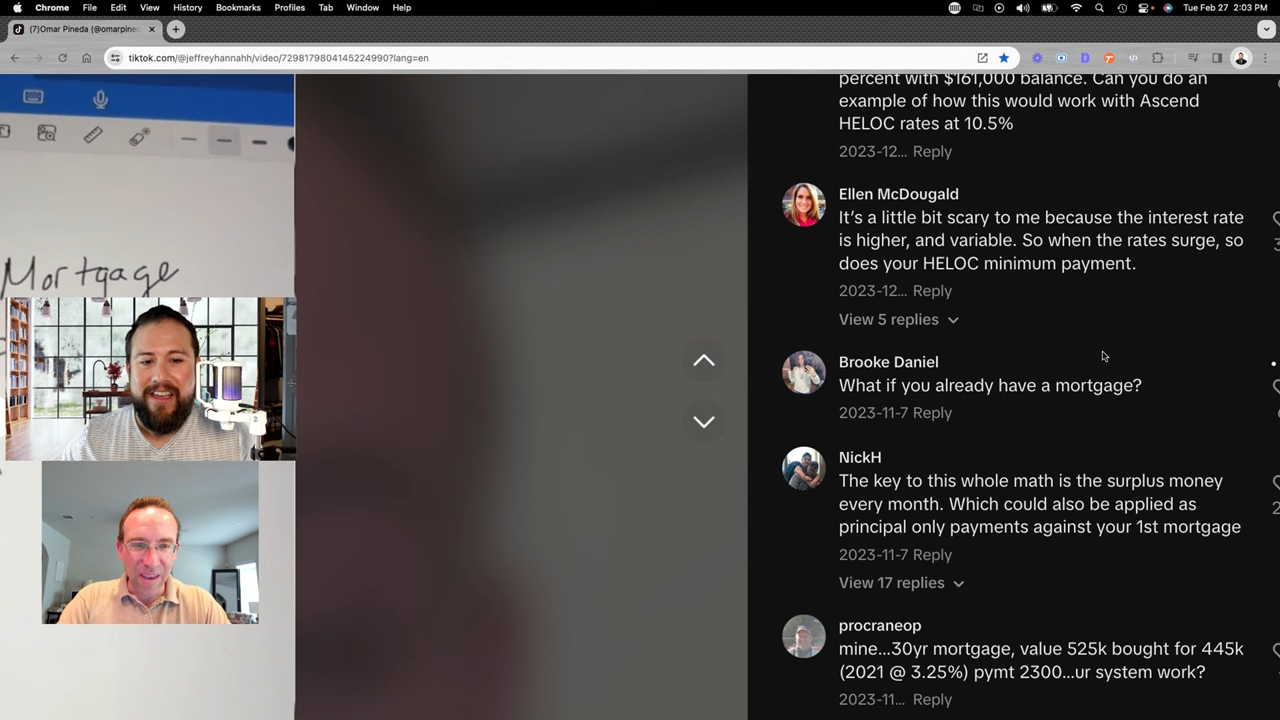 Chrome File Edit View History Bookmarks Profiles Tab Window Help Tue Feb 27 2:03 PM
(7)Omar Pineda (@omarpined
tiktok.com/@jeffreyhannahh/video/7298179804145224990?lang=en
percent with $161,000 balance. Can you do an
example of how this would work with Ascend
HELOC rates at 10.5%
2023-12... Reply
Ellen McDougald
It's a little bit scary to me because the interest rate
is higher, and variable. So when the rates surge, so
does your HELOC minimum payment.
2023-12... Reply
View 5 replies
Brooke Daniel
What if you already have a mortgage?
2023-11-7 Reply
NickH
The key to this whole math is the surplus money
every month. Which could also be applied as
principal only payments against your 1st mortgage
2023-11-7 Reply
View 17 replies
procraneop
mine...30yr mortgage, value 525k bought for 445k
(2021 @ 3.25%) pymt 2300...ur system work?
2023-11... Reply
Mortgage